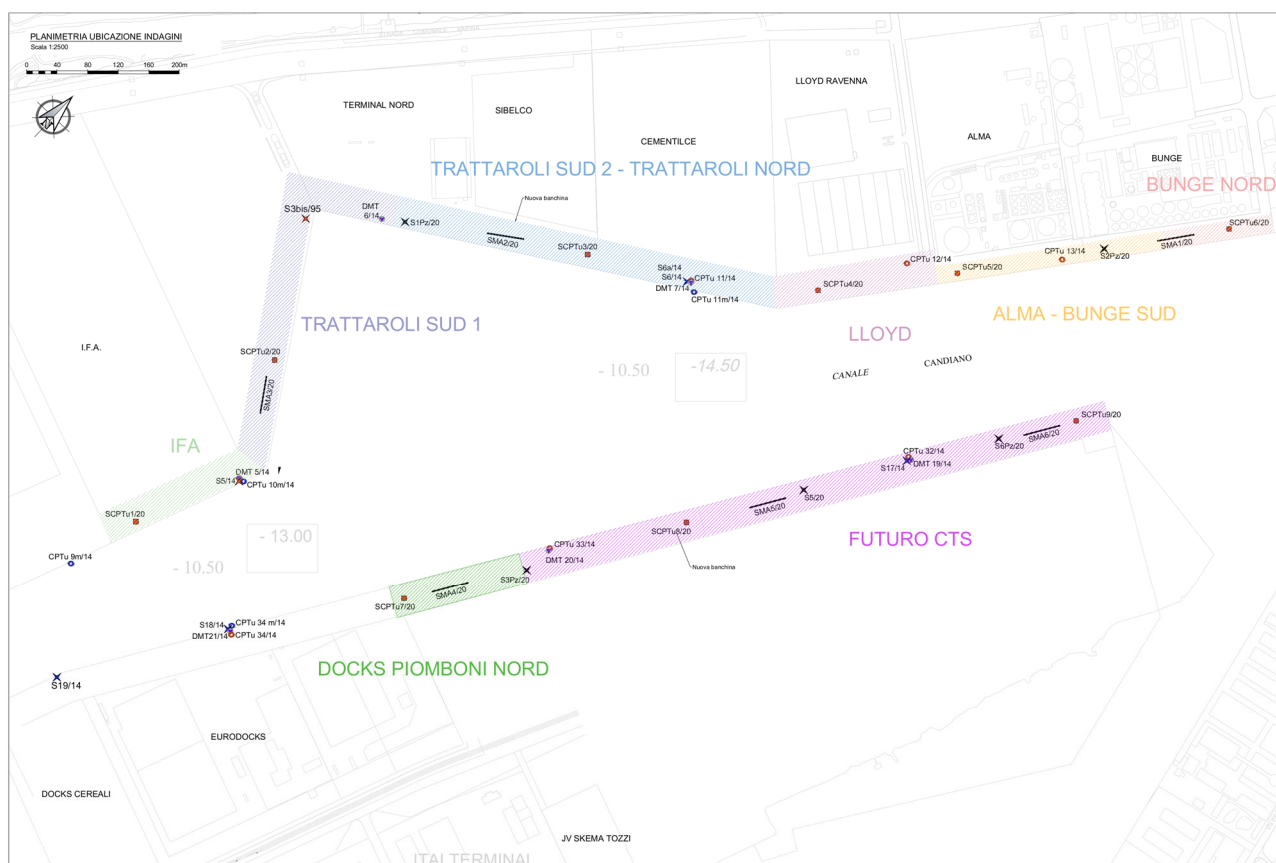 PLANIMETRIA UBICAZIONE INDAGINI
Scala 1:2500
0 40 80 120 160 200m
N
TERMINAL NORD
SIBELCO
CEMENTILCE
LLOYD RAVENNA
ALMA
BUNGE
BUNGE NORD
TRATTAROLI SUD 2 - TRATTAROLI NORD
Nuova banchina
S3bis/95
DMT
6/14
S1Pz/20
SMA2/20
SCPTu3/20
S6a/14
S6/14
CPTu 11/14
DMT 7/14
CPTu 11m/14
SCPTu4/20
CPTu 12/14
SCPTu5/20
CPTu 13/14
S2Pz/20
SMA1/20
SCPTu6/20
TRATTAROLI SUD 1
ALMA - BUNGE SUD
LLOYD
I.F.A.
SCPTu2/20
SMA3/20
- 10.50
-14.50
CANALE
CANDIANO
IFA
DMT 5/14
S5/14
CPTu 10m/14
SCPTu1/20
CPTu 9m/14
- 13.00
- 10.50
SCPTu9/20
SMA6/20
S6Pz/20
CPTu 32/14
S17/14
DMT 19/14
S5/20
SMA5/20
SCPTu8/20
FUTURO CTS
Nuova banchina
CPTu 33/14
DMT 20/14
S3Pz/20
SMA4/20
SCPTu7/20
S18/14
CPTu 34 m/14
DMT21/14
CPTu 34/14
DOCKS PIOMBONI NORD
S19/14
EURODOCKS
DOCKS CEREALI
JV SKEMA TOZZI
ITALTERMINAL